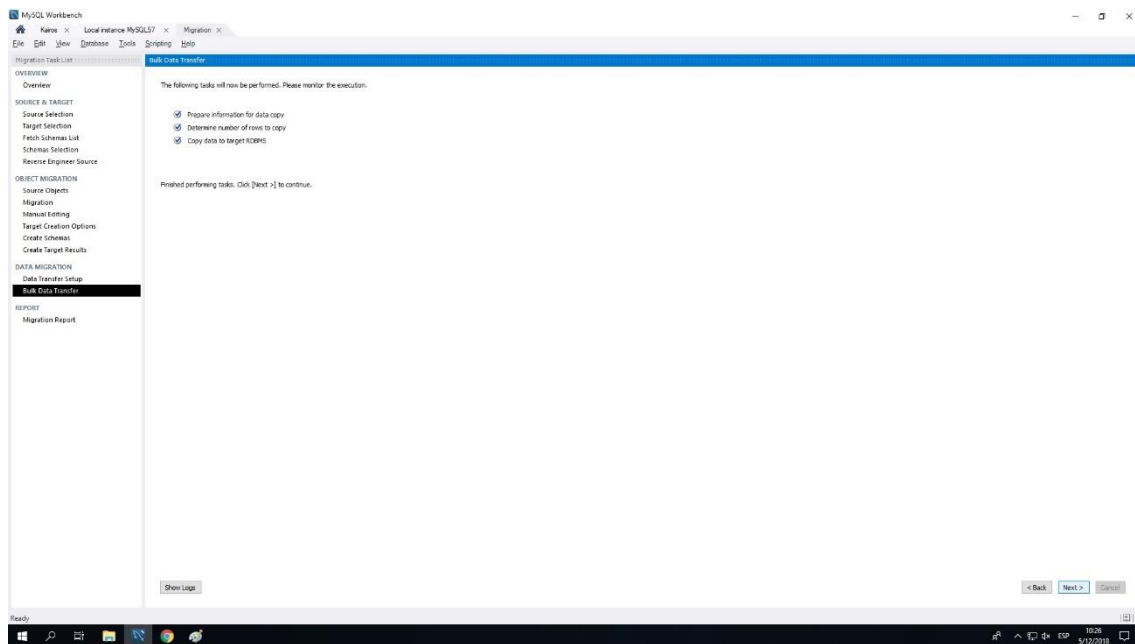 MySQL Workbench
Kairos × Local instance MySQL57 × Migration ×
File Edit View Database Tools Scripting Help
Migration Task List
OVERVIEW
Overview
SOURCE & TARGET
Source Selection
Target Selection
Fetch Schemas List
Schemas Selection
Reverse Engineer Source
OBJECT MIGRATION
Source Objects
Migration
Manual Editing
Target Creation Options
Create Schemas
Create Target Results
DATA MIGRATION
Data Transfer Setup
Bulk Data Transfer
REPORT
Migration Report
Bulk Data Transfer
The following tasks will now be performed. Please monitor the execution.
Prepare information for data copy
Determine number of rows to copy
Copy data to target RDBMS
Finished performing tasks. Click [Next >] to continue.
Show Logs
< Back Next > Cancel
Ready
ESP
10:26
5/12/2018